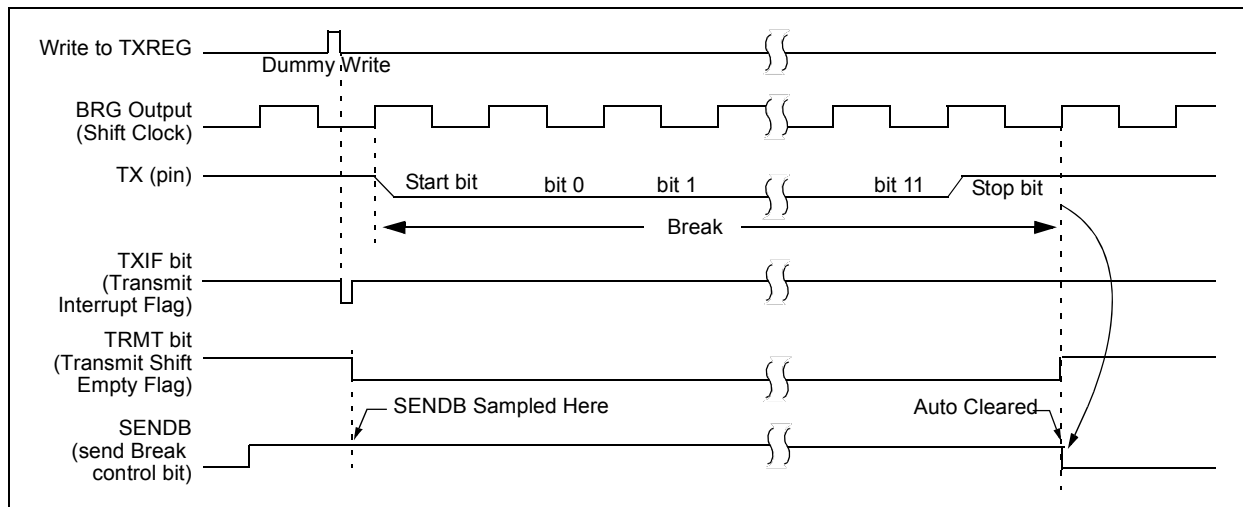 Write to TXREG
Dummy Write
BRG Output
(Shift Clock)
TX (pin)
Start bit
bit 0
bit 1
bit 11
Stop bit
Break
TXIF bit
(Transmit
Interrupt Flag)
TRMT bit
(Transmit Shift
Empty Flag)
SENDB Sampled Here
Auto Cleared
SENDB
(send Break
control bit)